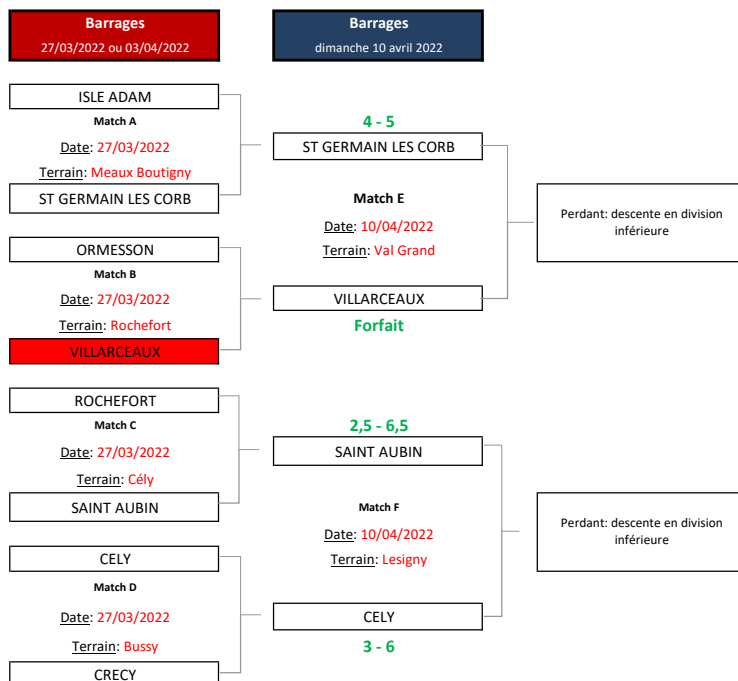 Barrages
27/03/2022 ou 03/04/2022
Barrages
dimanche 10 avril 2022
ISLE ADAM
Match A
Date: 27/03/2022
Terrain: Meaux Boutigny
ST GERMAIN LES CORB
4 - 5
ST GERMAIN LES CORB
Match E
Date: 10/04/2022
Terrain: Val Grand
Perdant: descente en division
inférieure
ORMESSON
Match B
Date: 27/03/2022
Terrain: Rochefort
VILLARCEAUX
VILLARCEAUX
Forfait
ROCHEFORT
Match C
Date: 27/03/2022
Terrain: Cély
SAINT AUBIN
2,5 - 6,5
SAINT AUBIN
Match F
Date: 10/04/2022
Terrain: Lesigny
Perdant: descente en division
inférieure
CELY
Match D
Date: 27/03/2022
Terrain: Bussy
CRECY
CELY
3 - 6